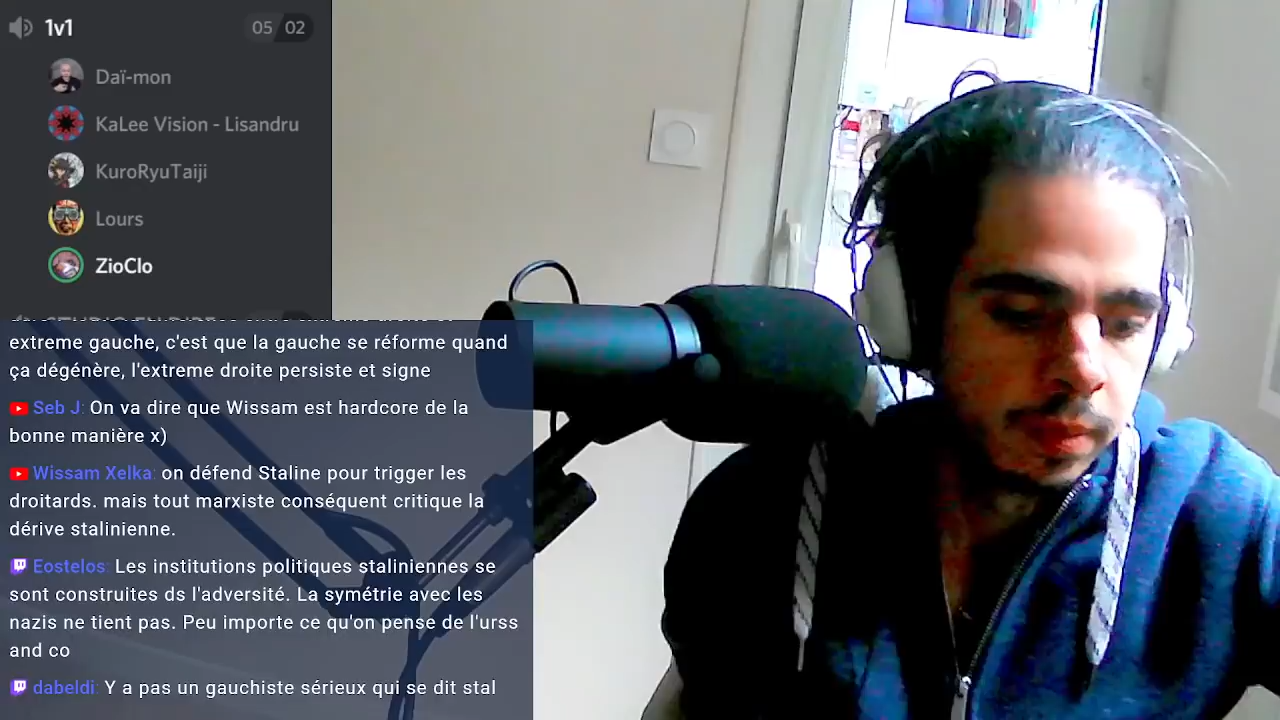 1v1 05 02
Daï-mon
KaLee Vision - Lisandru
KuroRyuTaiji
Lours
ZioClo
extreme gauche, c'est que la gauche se réforme quand
ça dégénère, l'extreme droite persiste et signe
Seb J: On va dire que Wissam est hardcore de la
bonne manière x)
Wissam Xelka: on défend Staline pour trigger les
droitards. mais tout marxiste conséquent critique la
dérive stalinienne.
Eostelos: Les institutions politiques staliniennes se
sont construites ds l'adversité. La symétrie avec les
nazis ne tient pas. Peu importe ce qu'on pense de l'urss
and co
dabeldi: Y a pas un gauchiste sérieux qui se dit stal